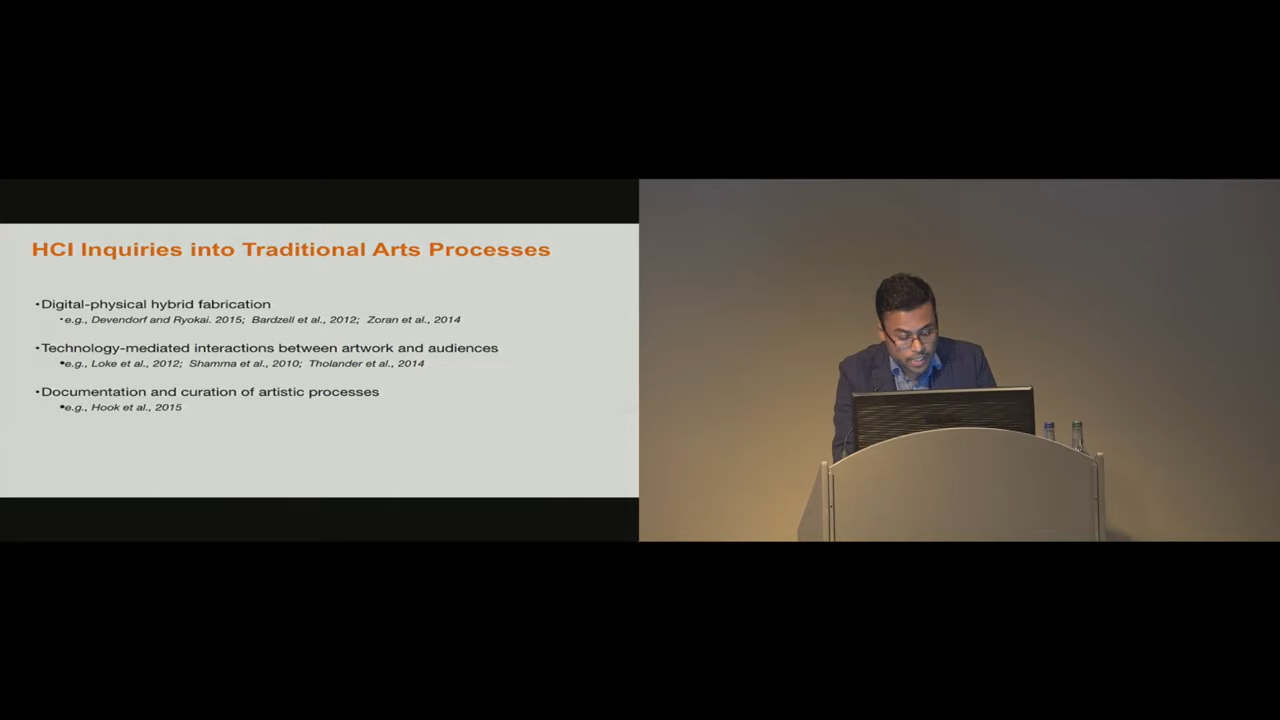 HCI Inquiries into Traditional Arts Processes
•Digital-physical hybrid fabrication
•e.g., Devendorf and Ryokai. 2015; Bardzell et al., 2012; Zoran et al., 2014
•Technology-mediated interactions between artwork and audiences
•e.g., Loke et al., 2012; Shamma et al., 2010; Tholander et al., 2014
•Documentation and curation of artistic processes
•e.g., Hook et al., 2015